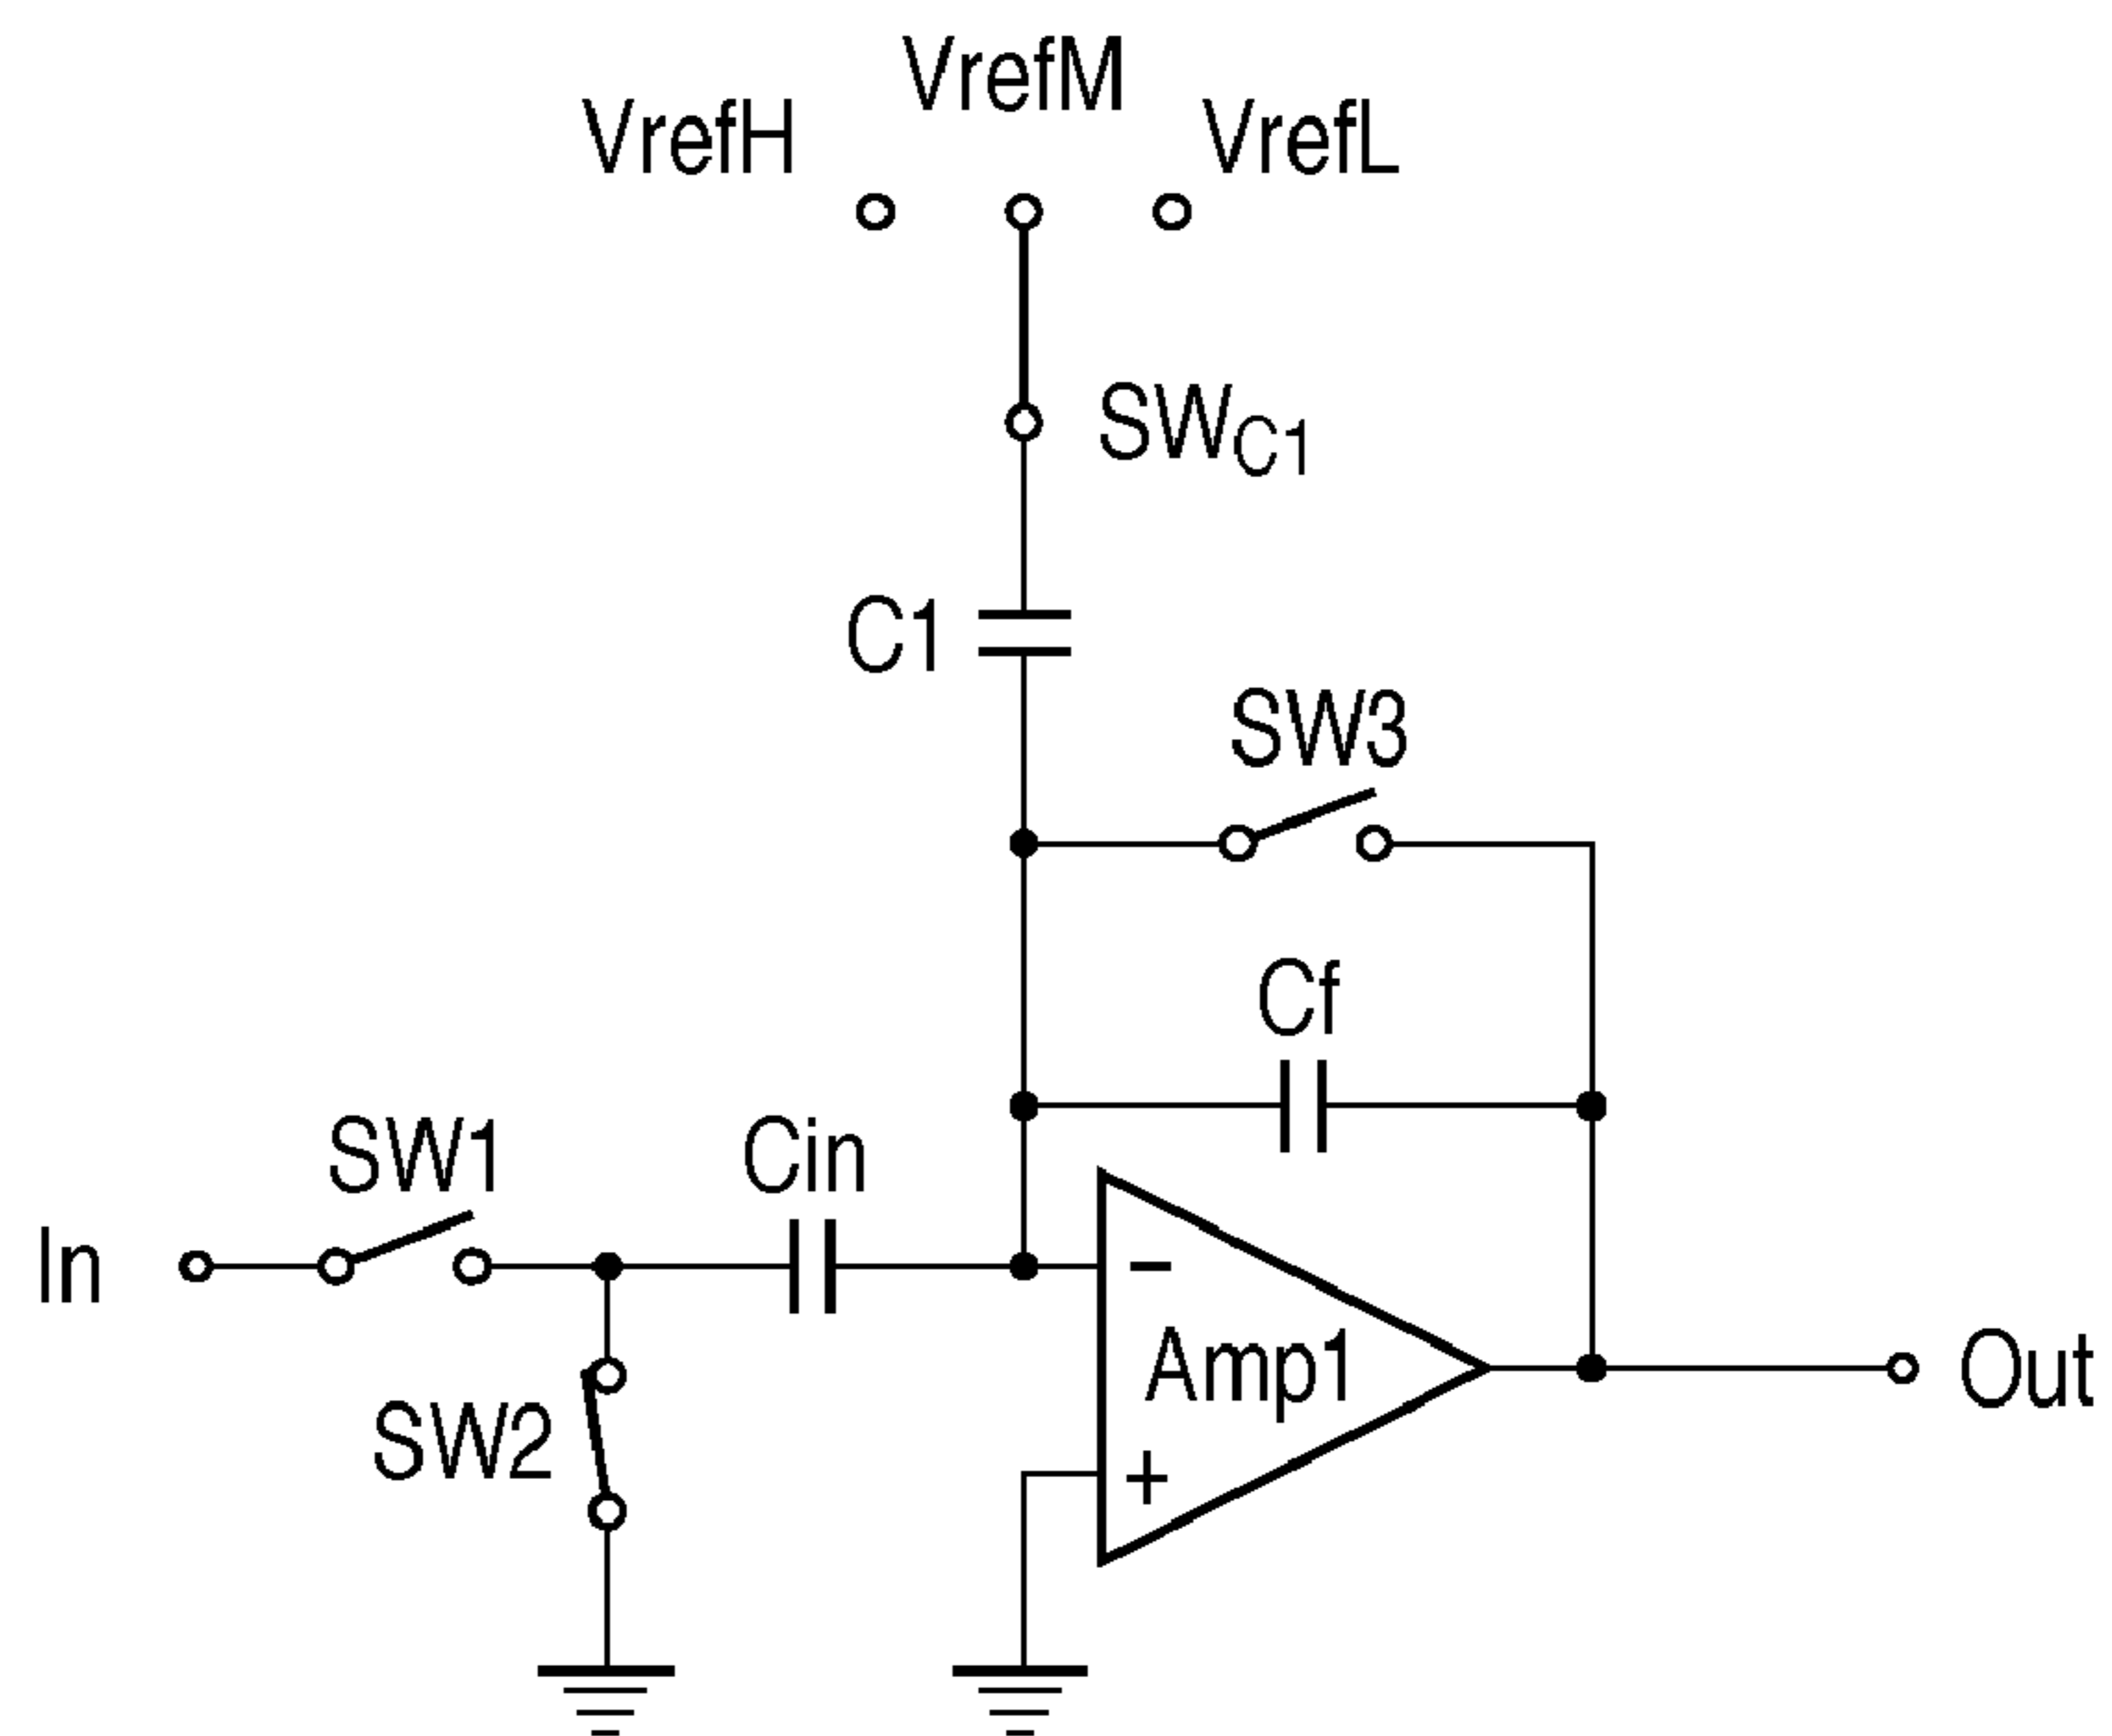 VrefM
VrefH
VrefL
SWC1
C1
SW3
Cf
SW1
Cin
In
−
Amp1
Out
SW2
+